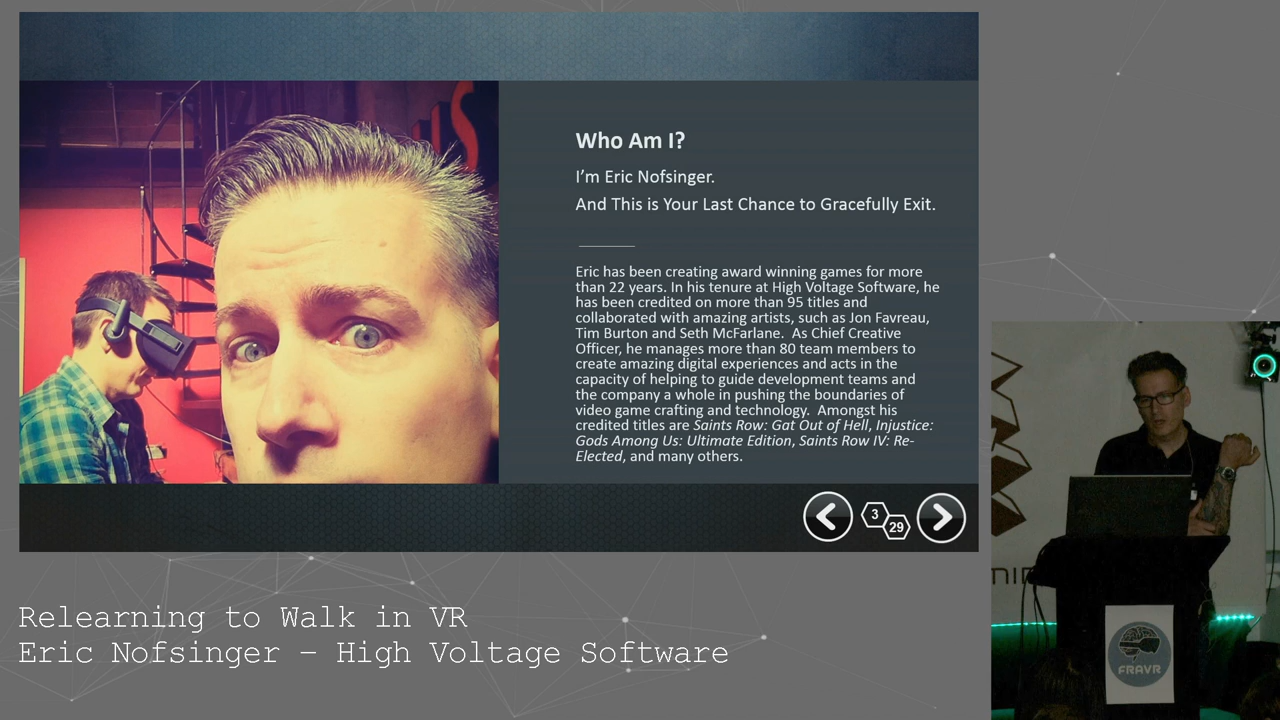 Who Am I?
I'm Eric Nofsinger.
And This is Your Last Chance to Gracefully Exit.
Eric has been creating award winning games for more
than 22 years. In his tenure at High Voltage Software, he
has been credited on more than 95 titles and
collaborated with amazing artists, such as Jon Favreau,
Tim Burton and Seth McFarlane.  As Chief Creative
Officer, he manages more than 80 team members to
create amazing digital experiences and acts in the
capacity of helping to guide development teams and
the company a whole in pushing the boundaries of
video game crafting and technology.  Amongst his
credited titles are Saints Row: Gat Out of Hell, Injustice:
Gods Among Us: Ultimate Edition, Saints Row IV: Re-
Elected, and many others.
3
29
FRAVR
Relearning to Walk in VR
Eric Nofsinger – High Voltage Software